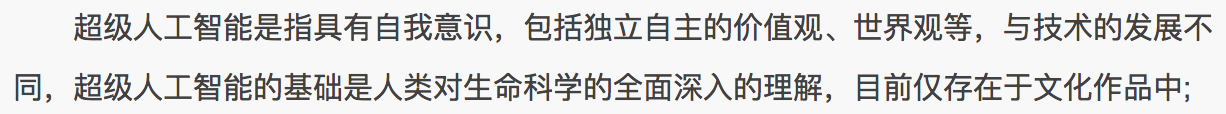 超级人工智能是指具有自我意识，包括独立自主的价值观、世界观等，与技术的发展不
同，超级人工智能的基础是人类对生命科学的全面深入的理解，目前仅存在于文化作品中;